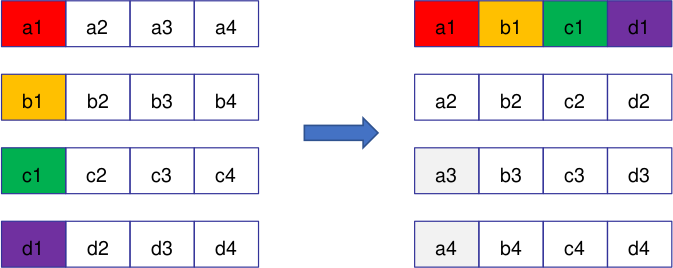 a1 a2 a3 a4 a1 b1 c1 d1
b1 b2 b3 b4 a2 b2 c2 d2
c1 c2 c3 c4 a3 b3 c3 d3
d1 d2 d3 d4 a4 b4 c4 d4